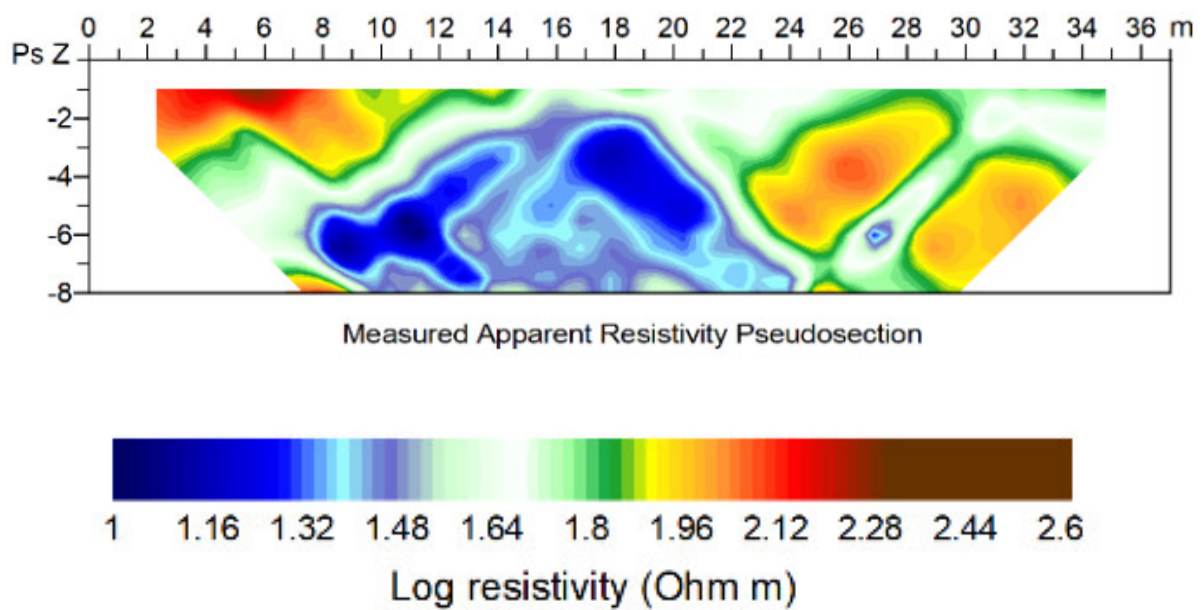 0 2 4 6 8 10 12 14 16 18 20 22 24 26 28 30 32 34 36 m
Ps Z
-2
-4
-6
-8
Measured Apparent Resistivity Pseudosection
1 1.16 1.32 1.48 1.64 1.8 1.96 2.12 2.28 2.44 2.6
Log resistivity (Ohm m)